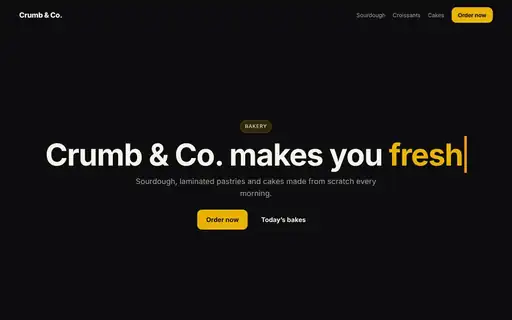 Crumb & Co.
Sourdough Croissants Cakes Order now
BAKERY
Crumb & Co. makes you fresh
Sourdough, laminated pastries and cakes made from scratch every
morning.
Order now Today's bakes